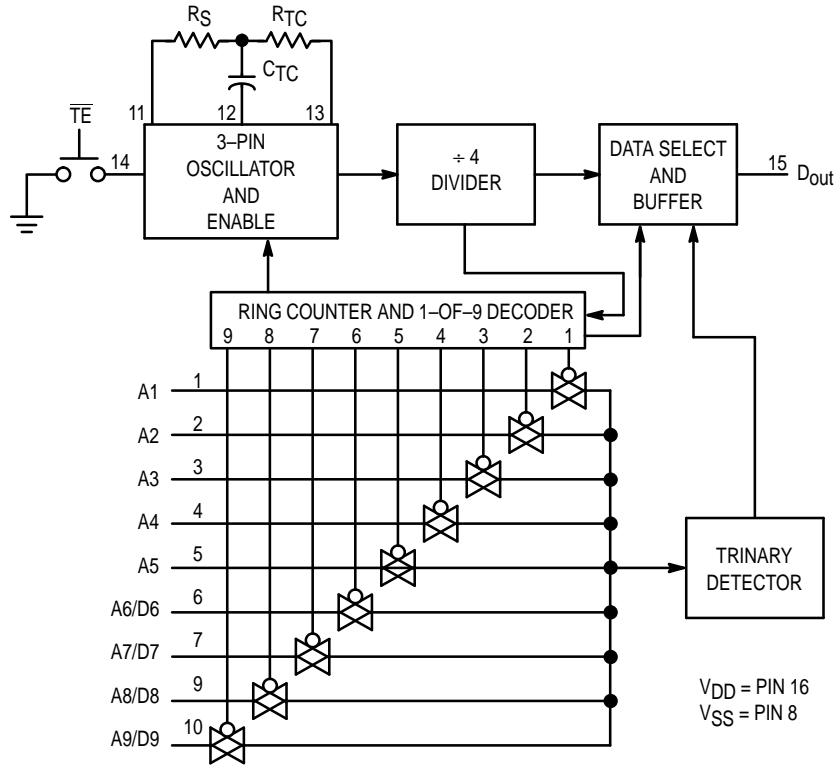 RS RTC
CTC
11 12 13
TE
14
3–PIN
OSCILLATOR
AND
ENABLE
÷ 4
DIVIDER
DATA SELECT
AND
BUFFER
15 Dout
RING COUNTER AND 1–OF–9 DECODER
9 8 7 6 5 4 3 2 1
A1 1
A2 2
A3 3
A4 4
A5 5
A6/D6 6
A7/D7 7
A8/D8 9
A9/D9 10
TRINARY
DETECTOR
VDD = PIN 16
VSS = PIN 8